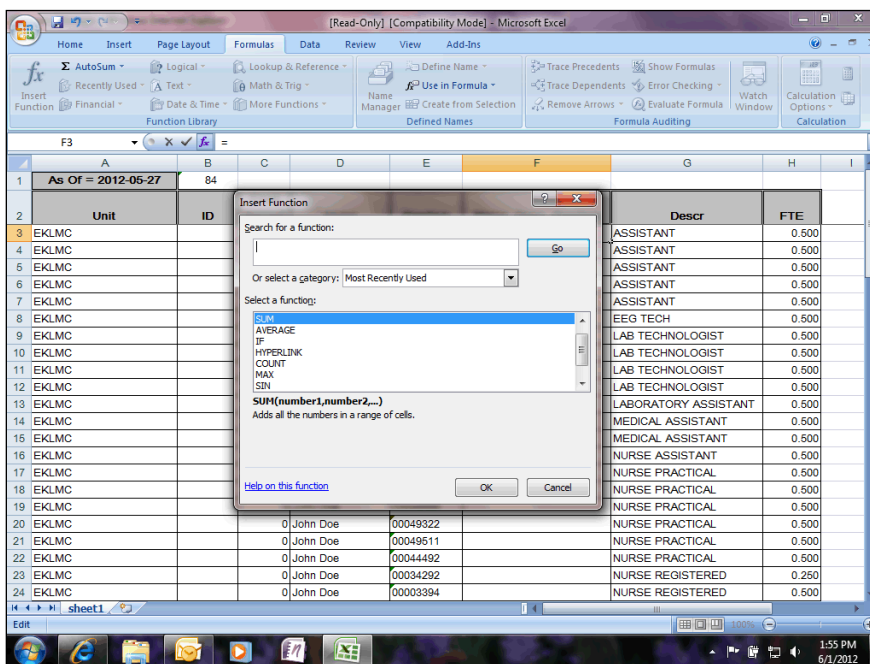 [Read-Only] [Compatibility Mode] - Microsoft Excel
Home Insert Page Layout Formulas Data Review View Add-Ins
Insert Function
Σ AutoSum
Recently Used
Financial
Logical
Text
Date & Time
Lookup & Reference
Math & Trig
More Functions
Function Library
Name Manager
Define Name
Use in Formula
Create from Selection
Defined Names
Trace Precedents
Trace Dependents
Remove Arrows
Show Formulas
Error Checking
Evaluate Formula
Watch Window
Formula Auditing
Calculation Options
Calculation
F3 fx =
A B C D E F G H I
1 As Of = 2012-05-27 84
2 Unit ID Descr FTE
3 EKLMC ASSISTANT 0.500
4 EKLMC ASSISTANT 0.500
5 EKLMC ASSISTANT 0.500
6 EKLMC ASSISTANT 0.500
7 EKLMC ASSISTANT 0.500
8 EKLMC EEG TECH 0.500
9 EKLMC LAB TECHNOLOGIST 0.500
10 EKLMC LAB TECHNOLOGIST 0.500
11 EKLMC LAB TECHNOLOGIST 0.500
12 EKLMC LAB TECHNOLOGIST 0.500
13 EKLMC LABORATORY ASSISTANT 0.500
14 EKLMC MEDICAL ASSISTANT 0.500
15 EKLMC MEDICAL ASSISTANT 0.500
16 EKLMC NURSE ASSISTANT 0.500
17 EKLMC NURSE PRACTICAL 0.500
18 EKLMC NURSE PRACTICAL 0.500
19 EKLMC NURSE PRACTICAL 0.500
20 EKLMC 0 John Doe 00049322 NURSE PRACTICAL 0.500
21 EKLMC 0 John Doe 00049511 NURSE PRACTICAL 0.500
22 EKLMC 0 John Doe 00044492 NURSE PRACTICAL 0.500
23 EKLMC 0 John Doe 00034292 NURSE REGISTERED 0.250
24 EKLMC 0 John Doe 00003394 NURSE REGISTERED 0.500
Insert Function
Search for a function:
Go
Or select a category: Most Recently Used
Select a function:
SUM
AVERAGE
IF
HYPERLINK
COUNT
MAX
SIN
SUM(number1,number2,...)
Adds all the numbers in a range of cells.
Help on this function
OK Cancel
sheet1
Edit
100%
1:55 PM
6/1/2012